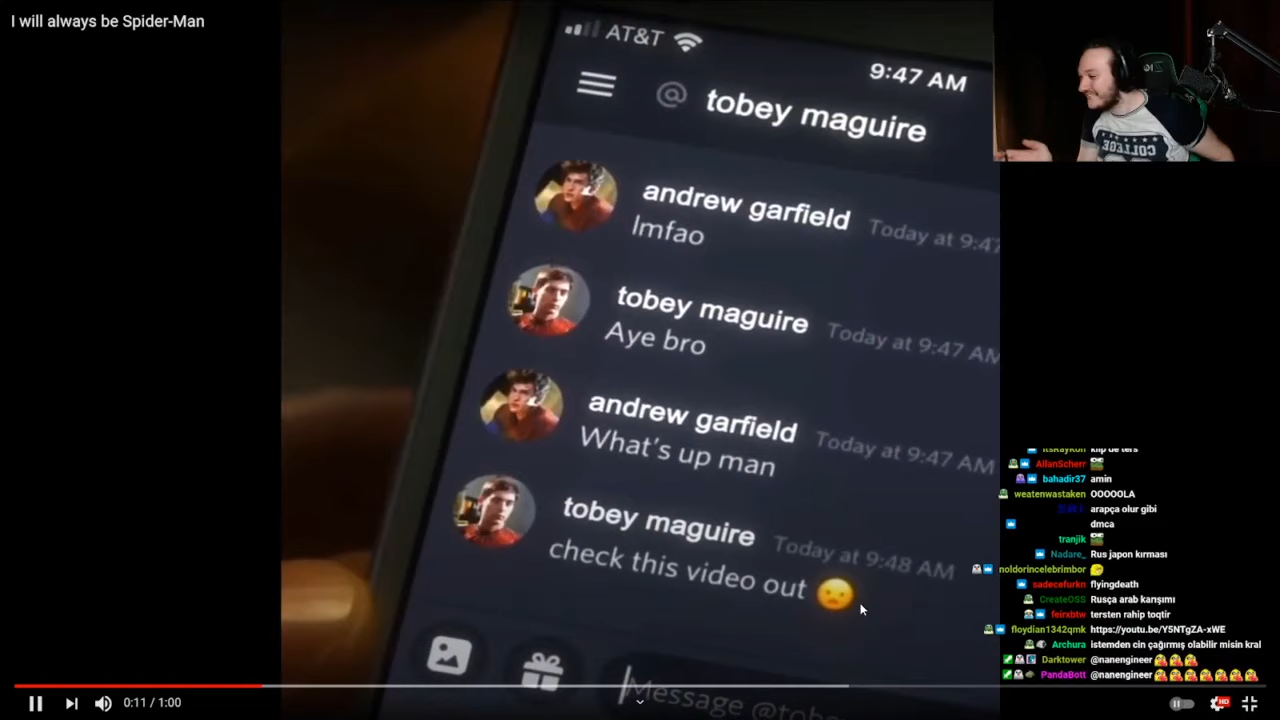 I will always be Spider-Man
AT&T
9:47 AM
@ tobey maguire
andrew garfield Today at 9:47
lmfao
tobey maguire Today at 9:47 AM
Aye bro
andrew garfield Today at 9:47 AM
What's up man
tobey maguire Today at 9:48 AM
check this video out
Message @tobe
COLLEGE
klip de ters
AllanScherr
bahadir37 amin
weatenwastaken OOOOOLA
arapça olur gibi
dmca
tranjik
Nadare_ Rus japon kırması
noldorincelebrimbor
sadecefurkn flyingdeath
CreateOSS Rusça arab karışımı
feirxbtw tersten rahip toqtir
floydian1342qmk https://youtu.be/Y5NTgZA-xWE
Archura istemden cin çağırmış olabilir misin kral
Darktower @nanengineer
PandaBott @nanengineer
0:11 / 1:00
HD